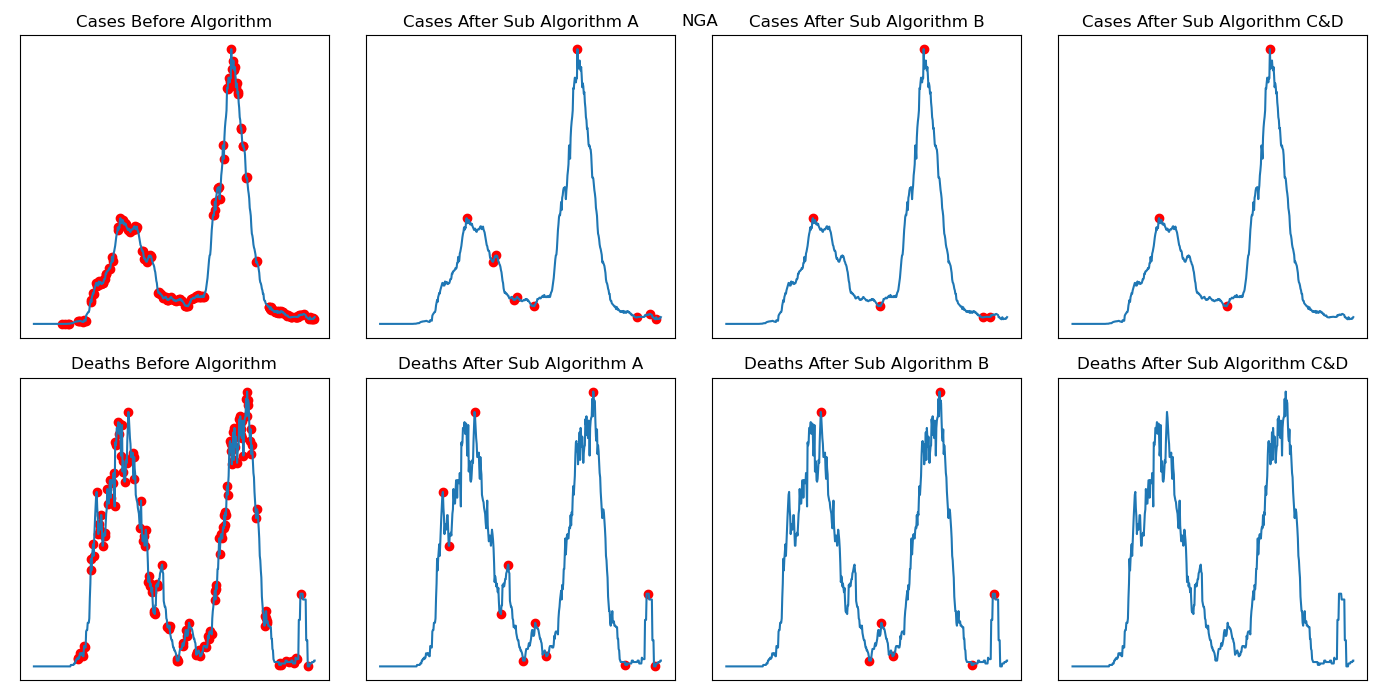 NGA
Cases Before Algorithm
Cases After Sub Algorithm A
Cases After Sub Algorithm B
Cases After Sub Algorithm C&D
Deaths Before Algorithm
Deaths After Sub Algorithm A
Deaths After Sub Algorithm B
Deaths After Sub Algorithm C&D